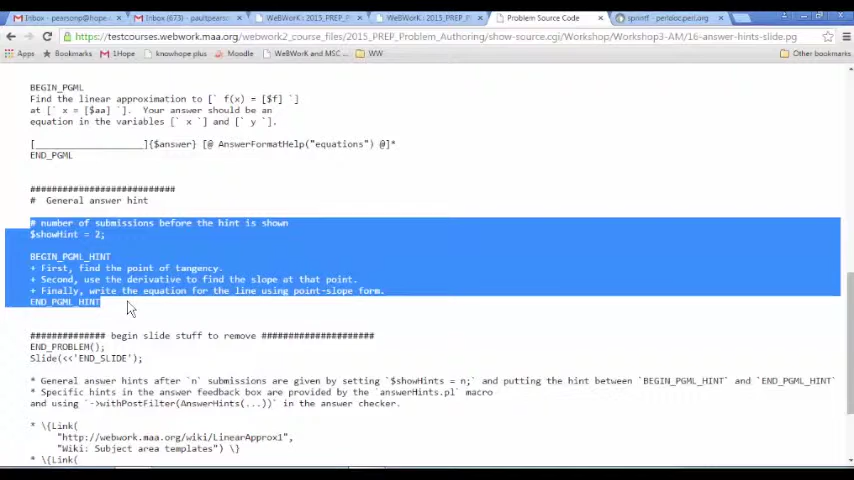 Inbox - pearsonp@hope.
Inbox (673) - paultpearson
WeBWorK : 2015_PREP_P
WeBWorK : 2015_PREP_P
Problem Source Code
sprintf - perldoc.perl.org
https://testcourses.webwork.maa.org/webwork2_course_files/2015_PREP_Problem_Authoring/show-source.cgi/Workshop/Workshop3-AM/16-answer-hints-slide.pg
Apps
Bookmarks
1Hope
knowhope plus
Moodle
WeBWorK and MSC ...
WW
Other bookmarks
BEGIN_PGML
Find the linear approximation to [` f(x) = [$f] `]
at [` x = [$aa] `]. Your answer should be an
equation in the variables [` x `] and [` y `].
[____________________]{$answer} [@ AnswerFormatHelp("equations") @]*
END_PGML
###########################
# General answer hint
# number of submissions before the hint is shown
$showHint = 2;
BEGIN_PGML_HINT
+ First, find the point of tangency.
+ Second, use the derivative to find the slope at that point.
+ Finally, write the equation for the line using point-slope form.
END_PGML_HINT
############## begin slide stuff to remove #####################
END_PROBLEM();
Slide(<<'END_SLIDE');
* General answer hints after `n` submissions are given by setting `$showHints = n;` and putting the hint between `BEGIN_PGML_HINT` and `END_PGML_HINT`
* Specific hints in the answer feedback box are provided by the `answerHints.pl` macro
and using `->withPostFilter(AnswerHints(...))` in the answer checker.
* \{Link(
"http://webwork.maa.org/wiki/LinearApprox1",
"Wiki: Subject area templates") \}
* \{Link(